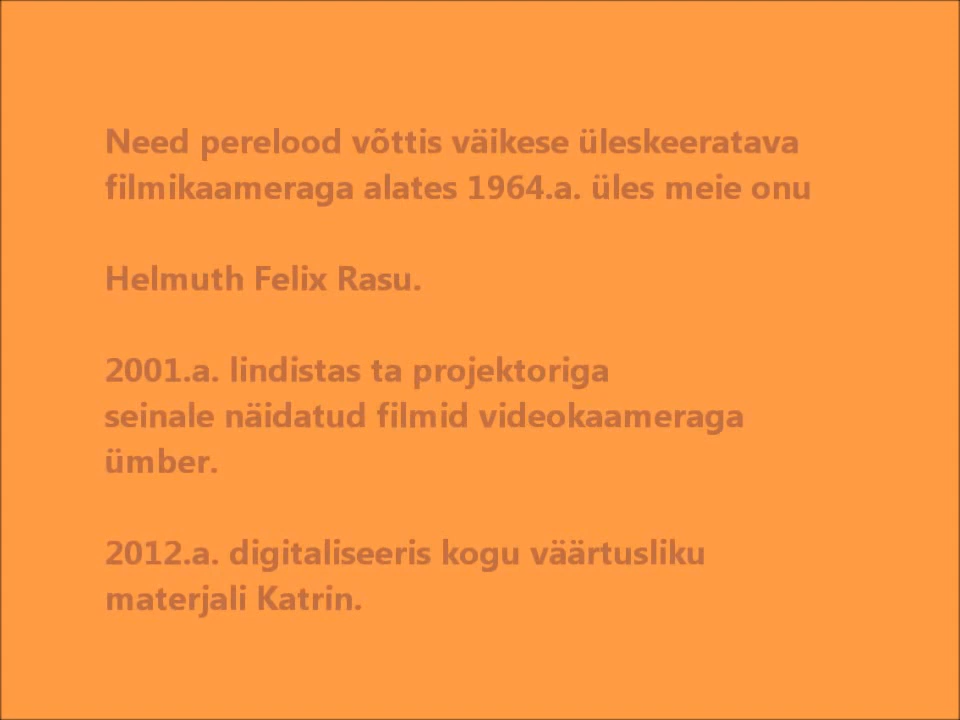 Need perelood võttis väikese üleskeeratava
filmikaameraga alates 1964.a. üles meie onu
Helmuth Felix Rasu.
2001.a. lindistas ta projektoriga
seinale näidatud filmid videokaameraga
ümber.
2012.a. digitaliseeris kogu väärtusliku
materjali Katrin.